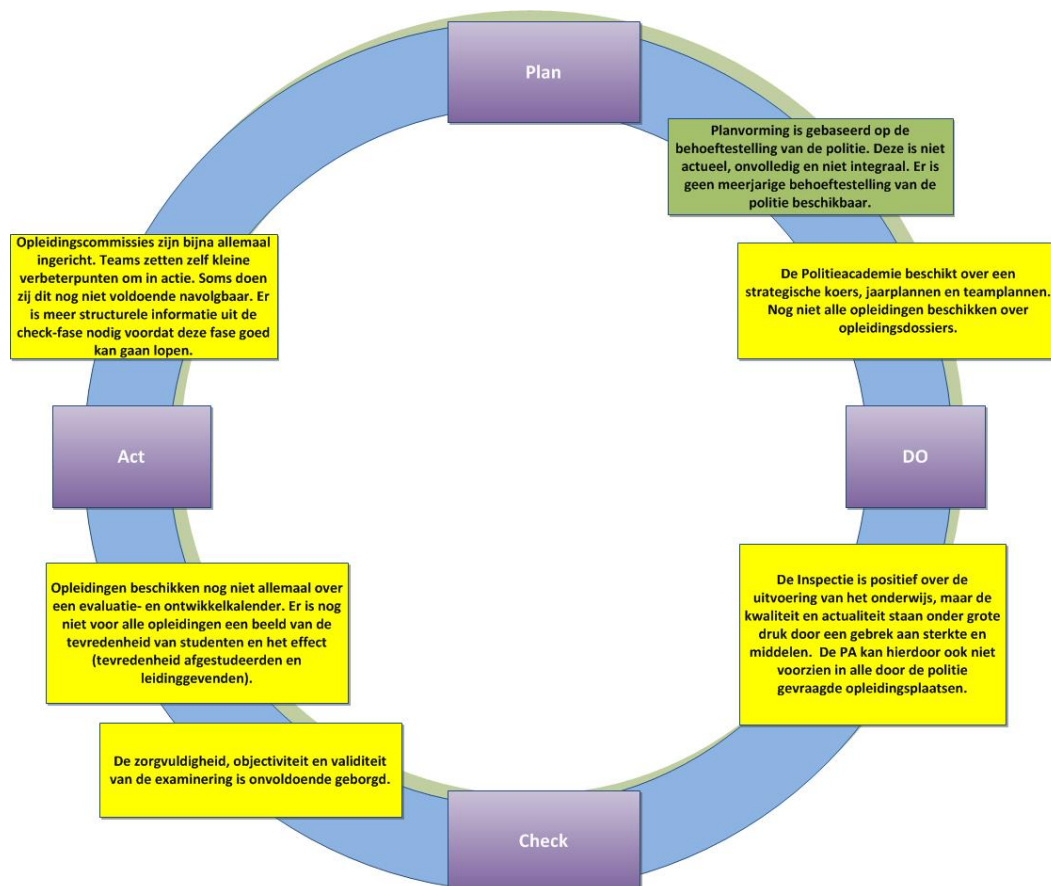 Plan
Planvorming is gebaseerd op de
behoeftestelling van de politie. Deze is niet
actueel, onvolledig en niet integraal. Er is
geen meerjarige behoeftestelling van de
politie beschikbaar.
De Politieacademie beschikt over een
strategische koers, jaarplannen en teamplannen.
Nog niet alle opleidingen beschikken over
opleidingsdossiers.
DO
De Inspectie is positief over de
uitvoering van het onderwijs, maar de
kwaliteit en actualiteit staan onder grote
druk door een gebrek aan sterkte en
middelen. De PA kan hierdoor ook niet
voorzien in alle door de politie
gevraagde opleidingsplaatsen.
Check
De zorgvuldigheid, objectiviteit en validiteit
van de examinering is onvoldoende geborgd.
Opleidingen beschikken nog niet allemaal over
een evaluatie- en ontwikkelkalender. Er is nog
niet voor alle opleidingen een beeld van de
tevredenheid van studenten en het effect
(tevredenheid afgestudeerden en
leidinggevenden).
Act
Opleidingscommissies zijn bijna allemaal
ingericht. Teams zetten zelf kleine
verbeterpunten om in actie. Soms doen
zij dit nog niet voldoende navolgbaar. Er
is meer structurele informatie uit de
check-fase nodig voordat deze fase goed
kan gaan lopen.